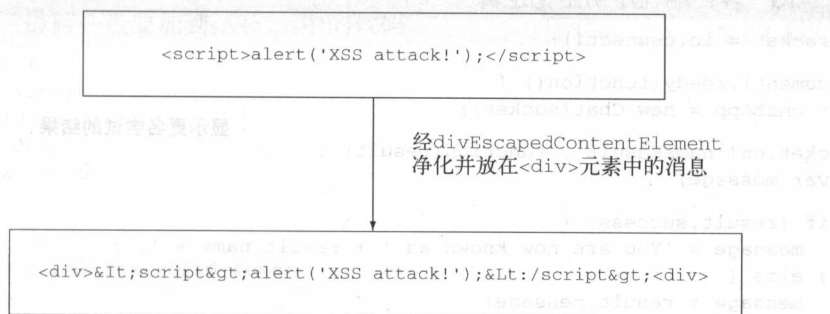 <script>alert('XSS attack!');</script>
经divEscapedContentElement
净化并放在<div>元素中的消息
<div>&It;script&gt;alert('XSS attack!');&Lt:/script&gt;<div>